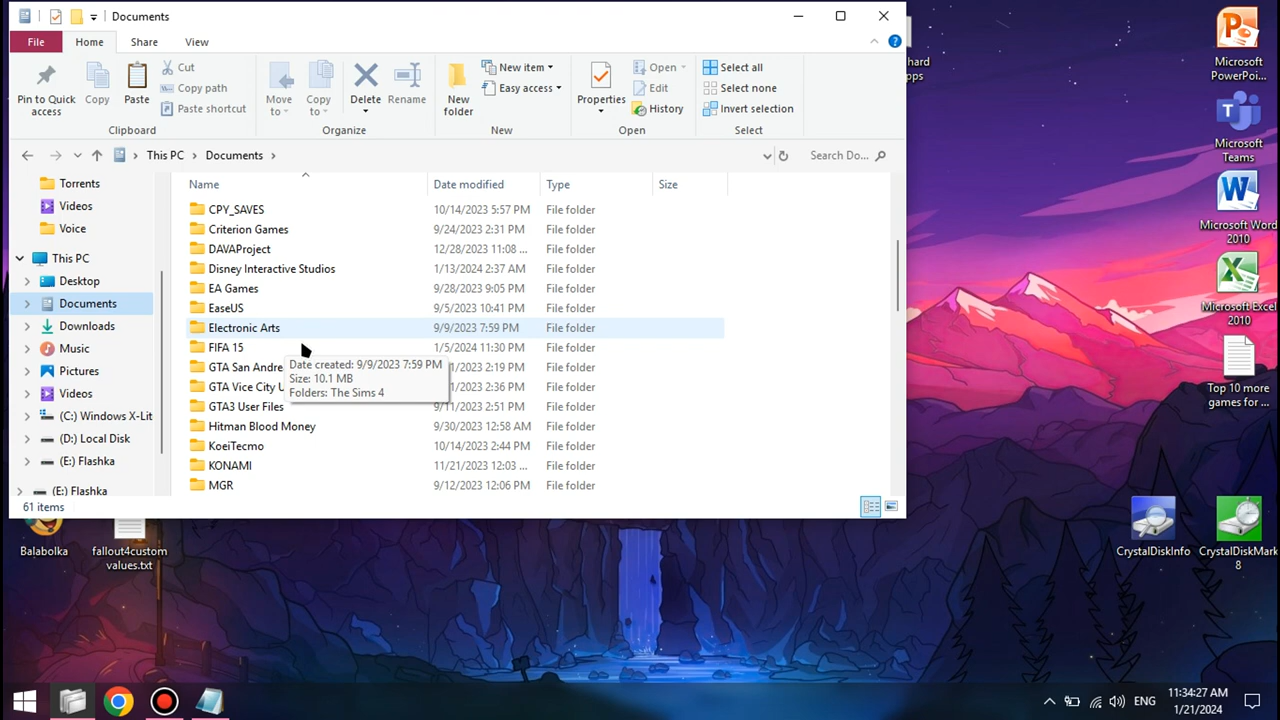 Documents
File
Home
Share
View
Pin to Quick
access
Copy
Paste
Cut
Copy path
Paste shortcut
Clipboard
Move
to
Copy
to
Delete
Rename
Organize
New
folder
New item
Easy access
New
Properties
Open
Edit
History
Open
Select all
Select none
Invert selection
Select
This PC
Documents
Search Do...
Torrents
Videos
Voice
This PC
Desktop
Documents
Downloads
Music
Pictures
Videos
(C:) Windows X-Lit
(D:) Local Disk
(E:) Flashka
(E:) Flashka
Name Date modified Type Size
CPY_SAVES 10/14/2023 5:57 PM File folder
Criterion Games 9/24/2023 2:31 PM File folder
DAVAProject 12/28/2023 11:08 ... File folder
Disney Interactive Studios 1/13/2024 2:37 AM File folder
EA Games 9/28/2023 9:05 PM File folder
EaseUS 9/5/2023 10:41 PM File folder
Electronic Arts 9/9/2023 7:59 PM File folder
FIFA 15 1/5/2024 11:30 PM File folder
GTA San Andre 1/2023 2:19 PM File folder
GTA Vice City U 1/2023 2:36 PM File folder
GTA3 User Files 9/11/2023 2:51 PM File folder
Hitman Blood Money 9/30/2023 12:58 AM File folder
KoeiTecmo 10/14/2023 2:44 PM File folder
KONAMI 11/21/2023 12:03 ... File folder
MGR 9/12/2023 12:06 PM File folder
Date created: 9/9/2023 7:59 PM
Size: 10.1 MB
Folders: The Sims 4
61 items
hard
pps
Microsoft
PowerPoi...
Microsoft
Teams
Microsoft Word
2010
Microsoft Excel
2010
Top 10 more
games for ...
CrystalDiskInfo
CrystalDiskMark
8
Balabolka
fallout4custom
values.txt
ENG
11:34:27 AM
1/21/2024